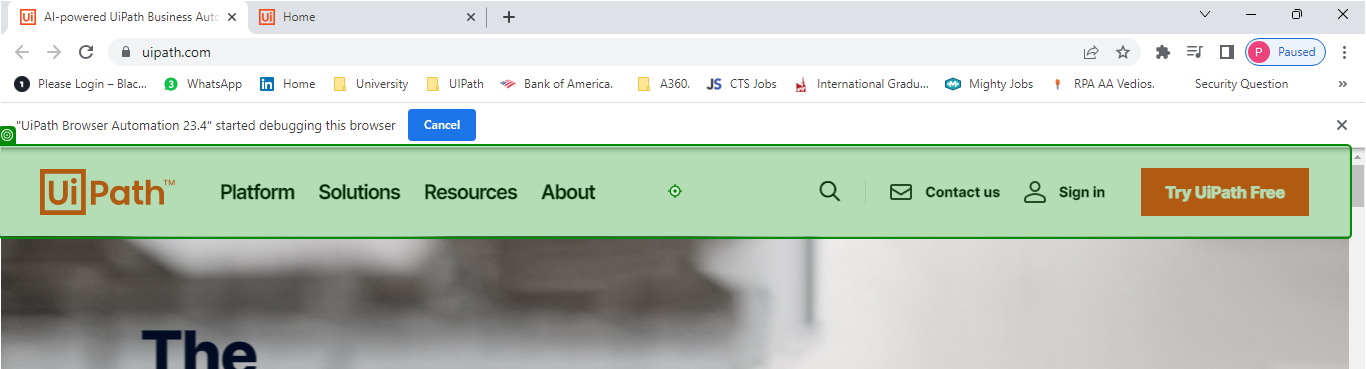 Ui AI-powered UiPath Business Auto Ui Home
uipath.com P Paused
1 Please Login – Blac... 3 WhatsApp in Home University UIPath Bank of America. A360. JS CTS Jobs International Gradu... Mighty Jobs RPA AA Vedios. Security Question »
"UiPath Browser Automation 23.4" started debugging this browser Cancel
UiPath™ Platform Solutions Resources About Contact us Sign in Try UiPath Free
The